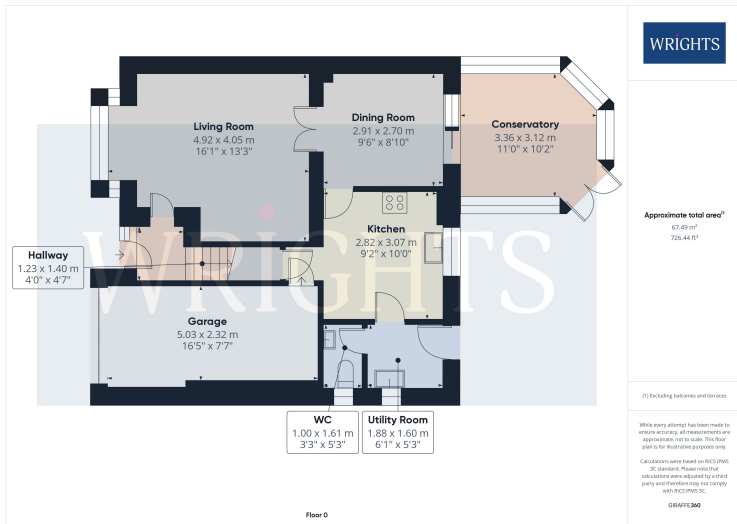 WRIGHTS
Living Room
4.92 x 4.05 m
16'1" x 13'3"
Dining Room
2.91 x 2.70 m
9'6" x 8'10"
Conservatory
3.36 x 3.12 m
11'0" x 10'2"
Kitchen
2.82 x 3.07 m
9'2" x 10'0"
Hallway
1.23 x 1.40 m
4'0" x 4'7"
WRIGHTS
Garage
5.03 x 2.32 m
16'5" x 7'7"
WC
1.00 x 1.61 m
3'3" x 5'3"
Utility Room
1.88 x 1.60 m
6'1" x 5'3"
Floor 0
Approximate total area⁽¹⁾
67.49 m²
726.44 ft²
(1) Excluding balconies and terraces
While every attempt has been made to
ensure accuracy, all measurements are
approximate, not to scale. This floor
plan is for illustrative purposes only.
Calculations were based on RICS IPMS
3C standard. Please note that
calculations were adjusted by a third
party and therefore may not comply
with RICS IPMS 3C.
GIRAFFE360